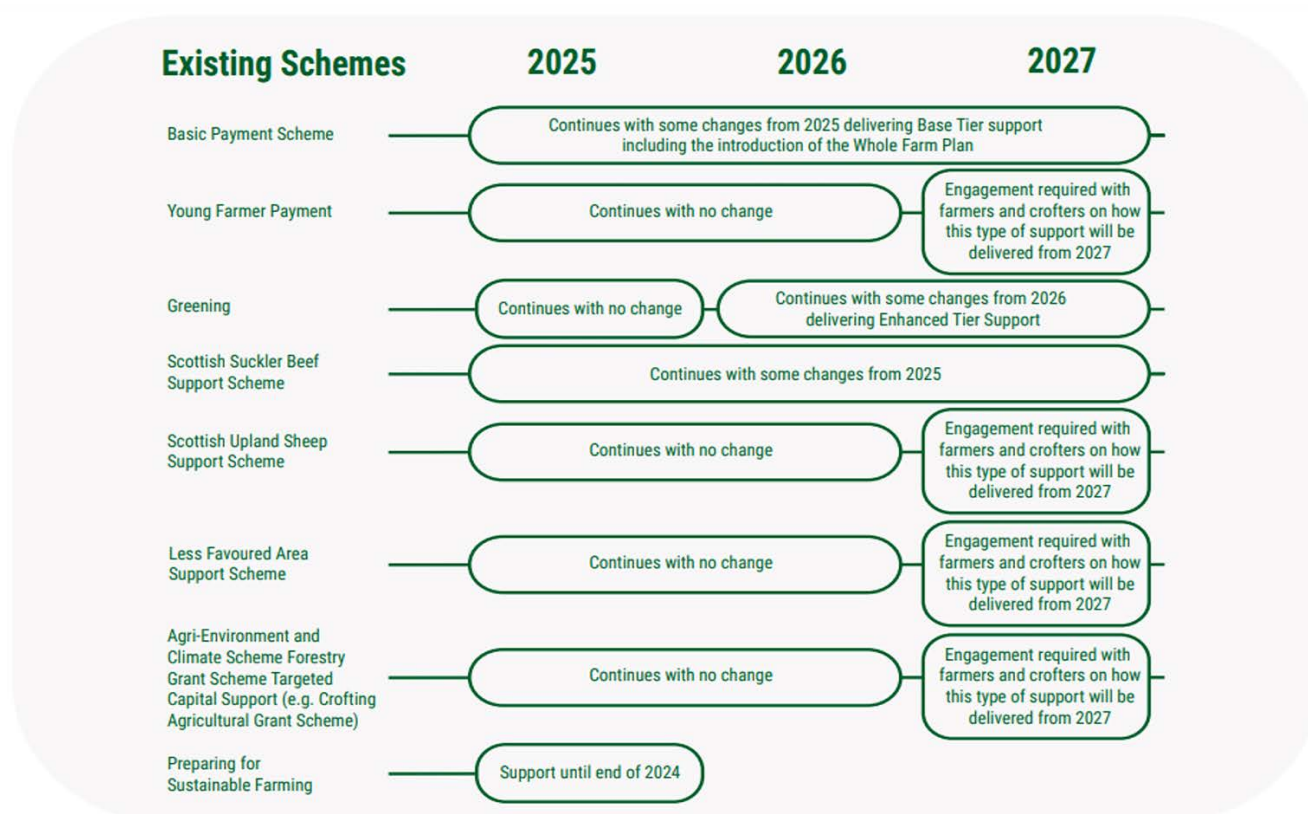 Existing Schemes 2025 2026 2027
Basic Payment Scheme
Continues with some changes from 2025 delivering Base Tier support
including the introduction of the Whole Farm Plan
Young Farmer Payment
Continues with no change
Engagement required with
farmers and crofters on how
this type of support will be
delivered from 2027
Greening
Continues with no change
Continues with some changes from 2026
delivering Enhanced Tier Support
Scottish Suckler Beef
Support Scheme
Continues with some changes from 2025
Scottish Upland Sheep
Support Scheme
Continues with no change
Engagement required with
farmers and crofters on how
this type of support will be
delivered from 2027
Less Favoured Area
Support Scheme
Continues with no change
Engagement required with
farmers and crofters on how
this type of support will be
delivered from 2027
Agri-Environment and
Climate Scheme Forestry
Grant Scheme Targeted
Capital Support (e.g. Crofting
Agricultural Grant Scheme)
Continues with no change
Engagement required with
farmers and crofters on how
this type of support will be
delivered from 2027
Preparing for
Sustainable Farming
Support until end of 2024